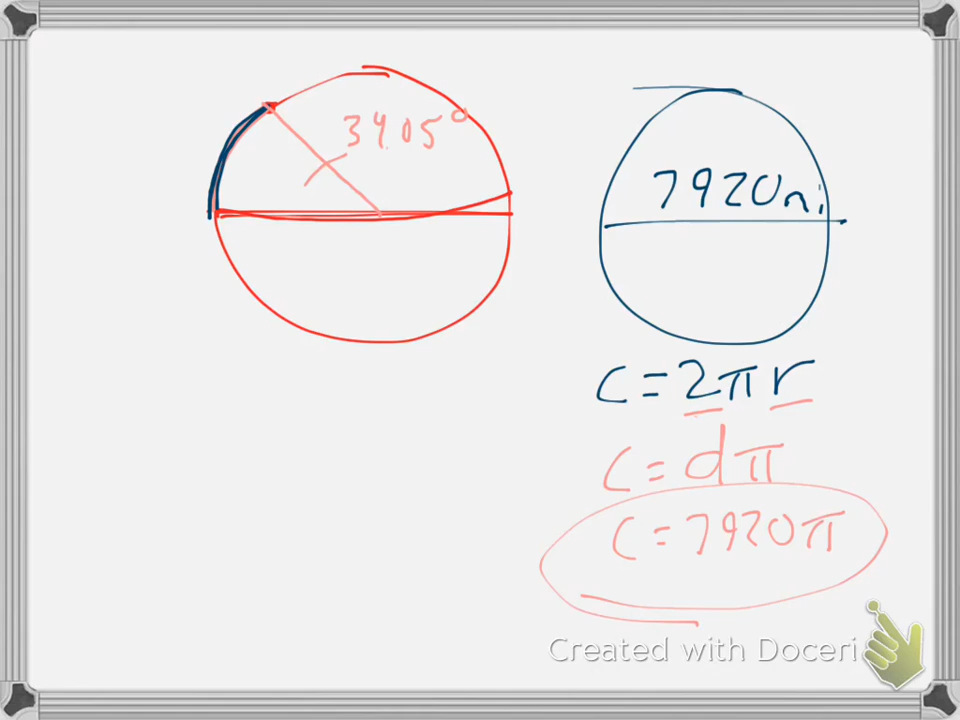 34.05°
7920mi
C=2πr
C=dπ
C=7920π
Created with Doceri